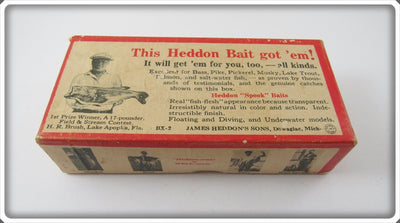 This Heddon Bait got 'em!
It will get 'em for you, too, — all kinds.
Excellent for Bass, Pike, Pickerel, Musky, Lake Trout,
and salt-water fish,— as proven by thous-
ands of testimonials, and the genuine catches
shown on this box.
Heddon "Spook" Baits
Real "fish-flesh" appearance because transparent.
Irresistibly natural in color and action. Inde-
structible finish.
Floating and Diving, and Under-water models.
1st Prize Winner, A 17-pounder,
Field & Stream Contest.
H. R. Brush, Lake Apopka, Fla.
BX-2 JAMES HEDDON'S SONS, Dowagiac, Mich.